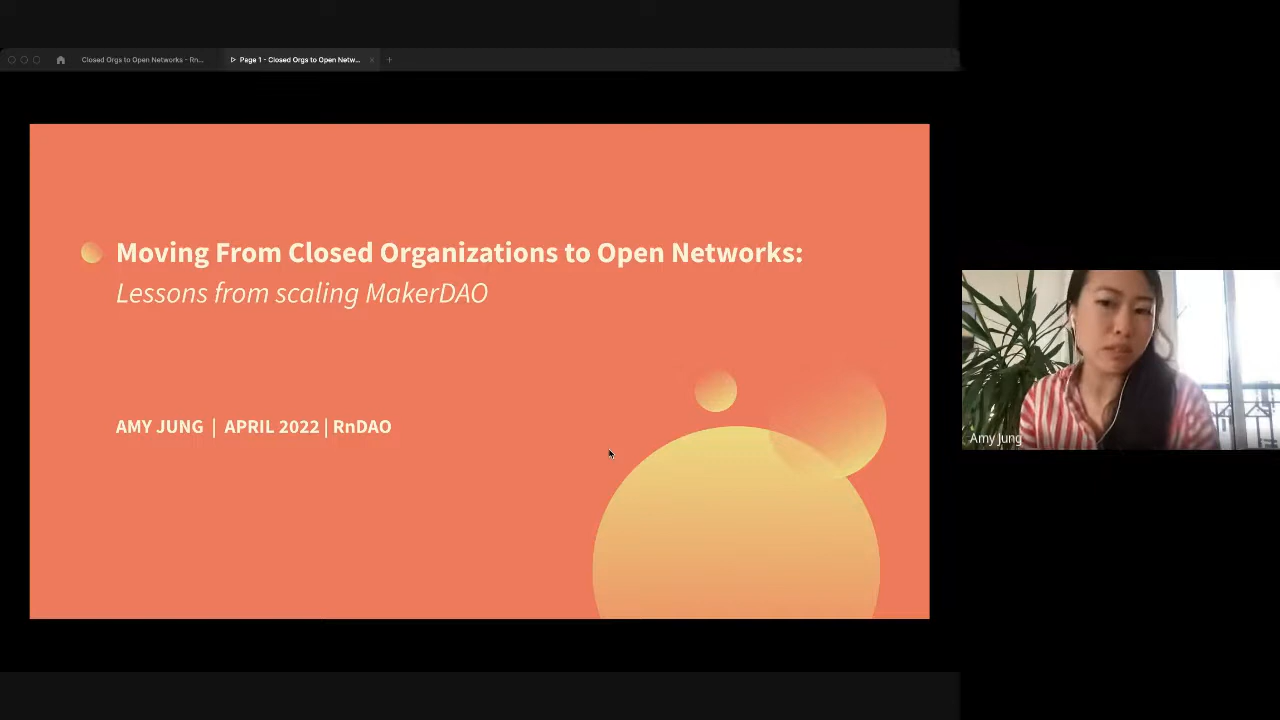 Closed Orgs to Open Networks - Rn...
Page 1 - Closed Orgs to Open Netw...
Moving From Closed Organizations to Open Networks:
Lessons from scaling MakerDAO
AMY JUNG | APRIL 2022 | RnDAO
Amy Jung